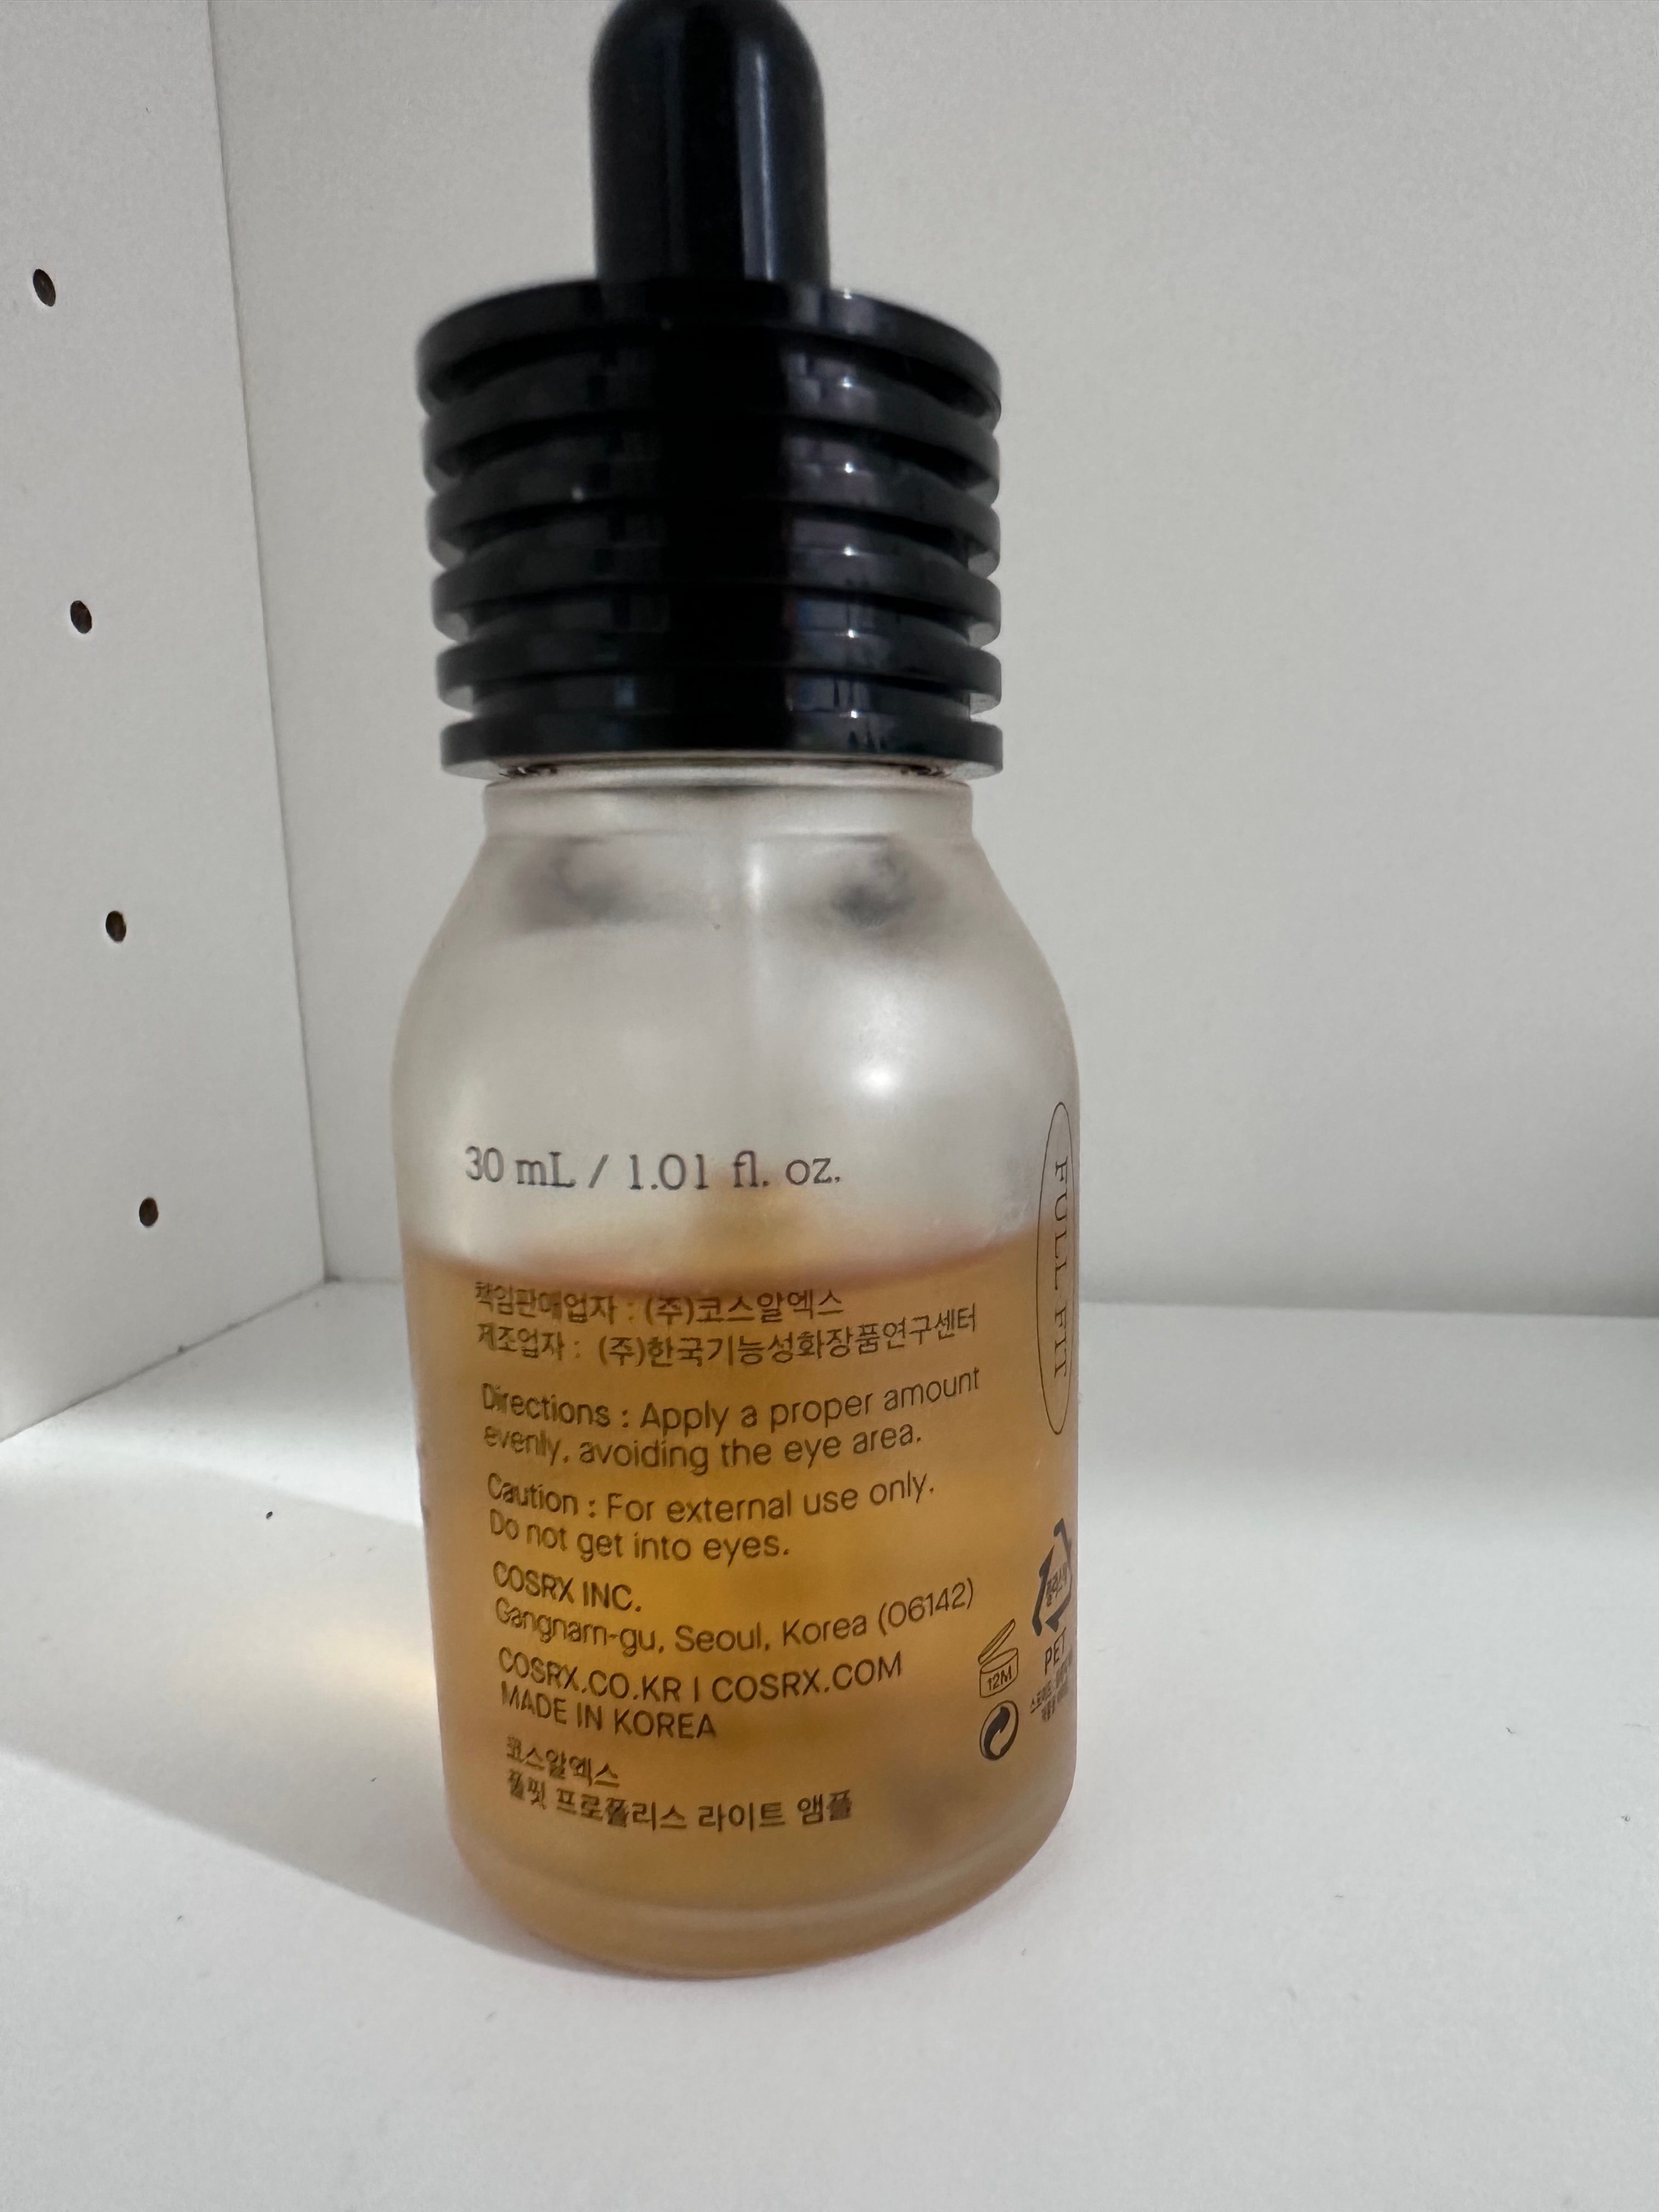 30 mL / 1.01 fl. oz.
책임판매업자 : (주)코스알엑스
제조업자 : (주)한국기능성화장품연구센터
Directions : Apply a proper amount
evenly, avoiding the eye area.
Caution : For external use only.
Do not get into eyes.
COSRX INC.
Gangnam-gu, Seoul, Korea (06142)
COSRX.CO.KR | COSRX.COM
MADE IN KOREA
코스알엑스
풀핏 프로폴리스 라이트 앰플
FULL FIT
PET
12M